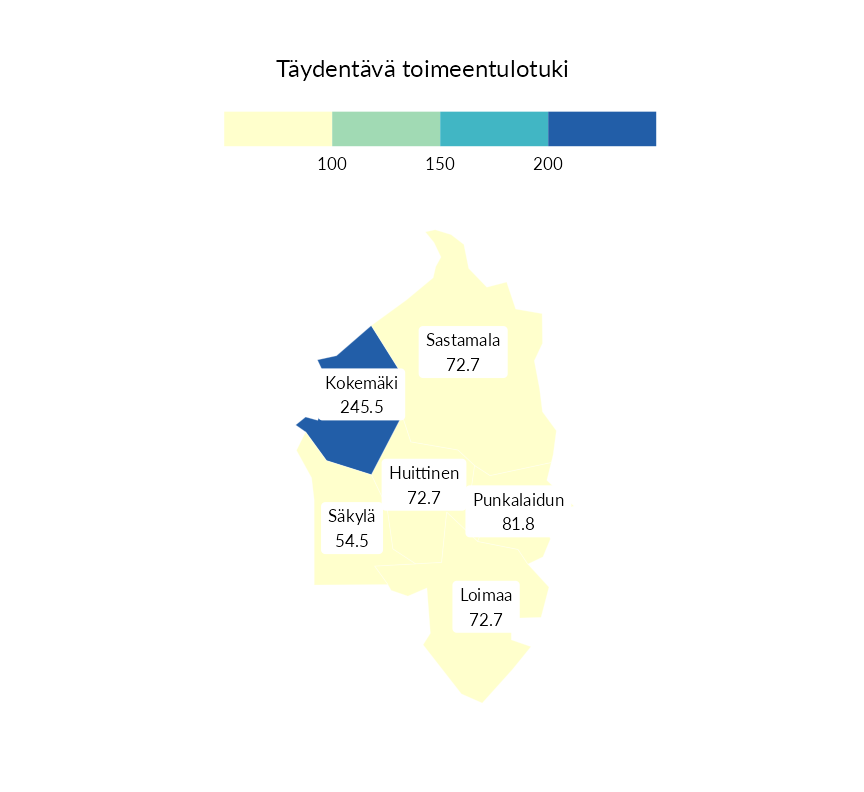 Täydentävä toimeentulotuki
100 150 200
Sastamala
72.7
Kokemäki
245.5
Huittinen
72.7
Punkalaidun
81.8
Säkylä
54.5
Loimaa
72.7